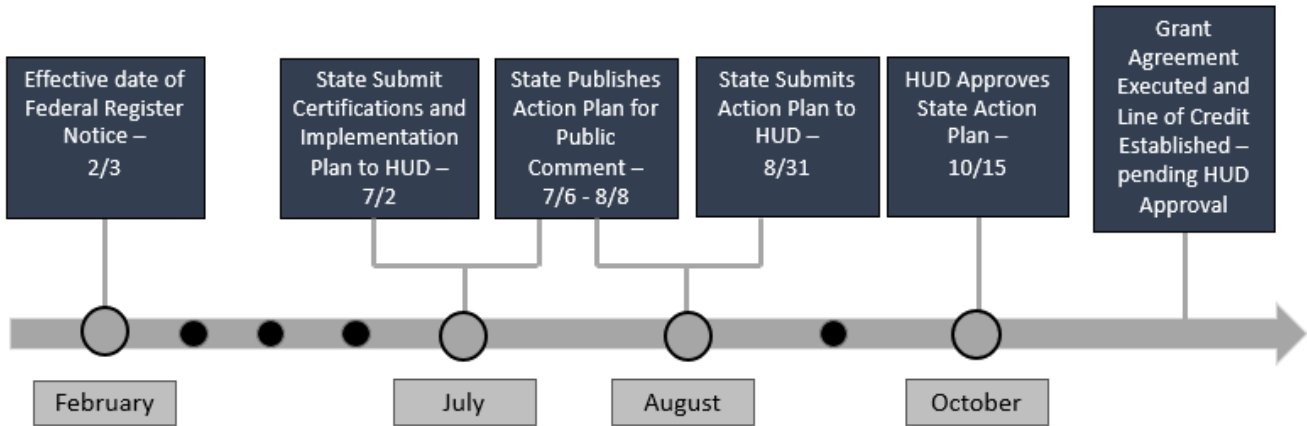 Effective date of
Federal Register
Notice –
2/3
State Submit
Certifications and
Implementation
Plan to HUD –
7/2
State Publishes
Action Plan for
Public
Comment –
7/6 - 8/8
State Submits
Action Plan to
HUD –
8/31
HUD Approves
State Action
Plan –
10/15
Grant
Agreement
Executed and
Line of Credit
Established –
pending HUD
Approval
February
July
August
October